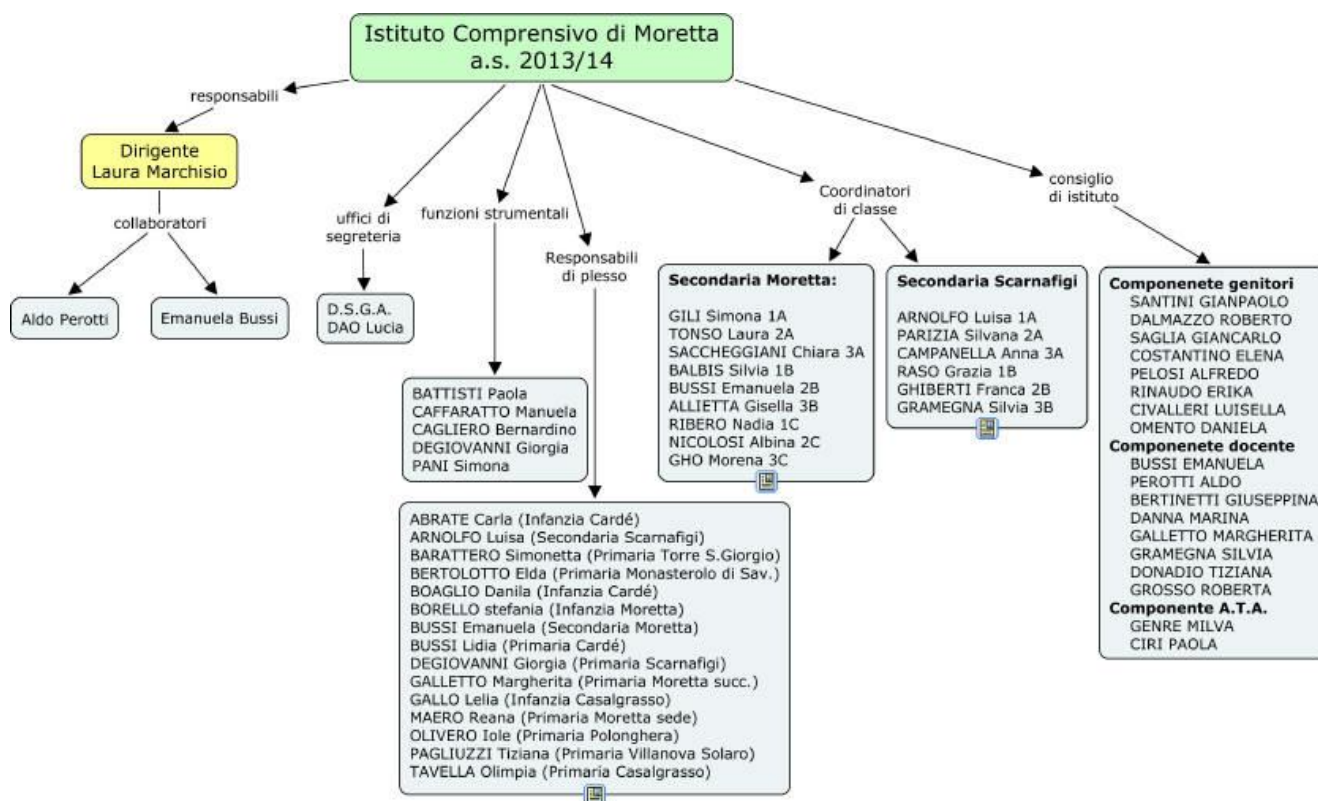 Istituto Comprensivo di Moretta
a.s. 2013/14
responsabili
Dirigente
Laura Marchisio
collaboratori
Aldo Perotti
Emanuela Bussi
uffici di
segreteria
D.S.G.A.
DAO Lucia
funzioni strumentali
BATTISTI Paola
CAFFARATTO Manuela
CAGLIERO Bernardino
DEGIOVANNI Giorgia
PANI Simona
Responsabili
di plesso
ABRATE Carla (Infanzia Cardé)
ARNOLFO Luisa (Secondaria Scarnafigi)
BARATTERO Simonetta (Primaria Torre S.Giorgio)
BERTOLOTTO Elda (Primaria Monasterolo di Sav.)
BOAGLIO Danila (Infanzia Cardé)
BORELLO stefania (Infanzia Moretta)
BUSSI Emanuela (Secondaria Moretta)
BUSSI Lidia (Primaria Cardé)
DEGIOVANNI Giorgia (Primaria Scarnafigi)
GALLETTO Margherita (Primaria Moretta succ.)
GALLO Lelia (Infanzia Casalgrasso)
MAERO Reana (Primaria Moretta sede)
OLIVERO Iole (Primaria Polonghera)
PAGLIUZZI Tiziana (Primaria Villanova Solaro)
TAVELLA Olimpia (Primaria Casalgrasso)
Coordinatori
di classe
Secondaria Moretta:
GILI Simona 1A
TONSO Laura 2A
SACCHEGGIANI Chiara 3A
BALBIS Silvia 1B
BUSSI Emanuela 2B
ALLIETTA Gisella 3B
RIBERO Nadia 1C
NICOLOSI Albina 2C
GHO Morena 3C
Secondaria Scarnafigi
ARNOLFO Luisa 1A
PARIZIA Silvana 2A
CAMPANELLA Anna 3A
RASO Grazia 1B
GHIBERTI Franca 2B
GRAMEGNA Silvia 3B
consiglio
di istituto
Componenete genitori
SANTINI GIANPAOLO
DALMAZZO ROBERTO
SAGLIA GIANCARLO
COSTANTINO ELENA
PELOSI ALFREDO
RINAUDO ERIKA
CIVALLERI LUISELLA
OMENTO DANIELA
Componenete docente
BUSSI EMANUELA
PEROTTI ALDO
BERTINETTI GIUSEPPINA
DANNA MARINA
GALLETTO MARGHERITA
GRAMEGNA SILVIA
DONADIO TIZIANA
GROSSO ROBERTA
Componente A.T.A.
GENRE MILVA
CIRI PAOLA